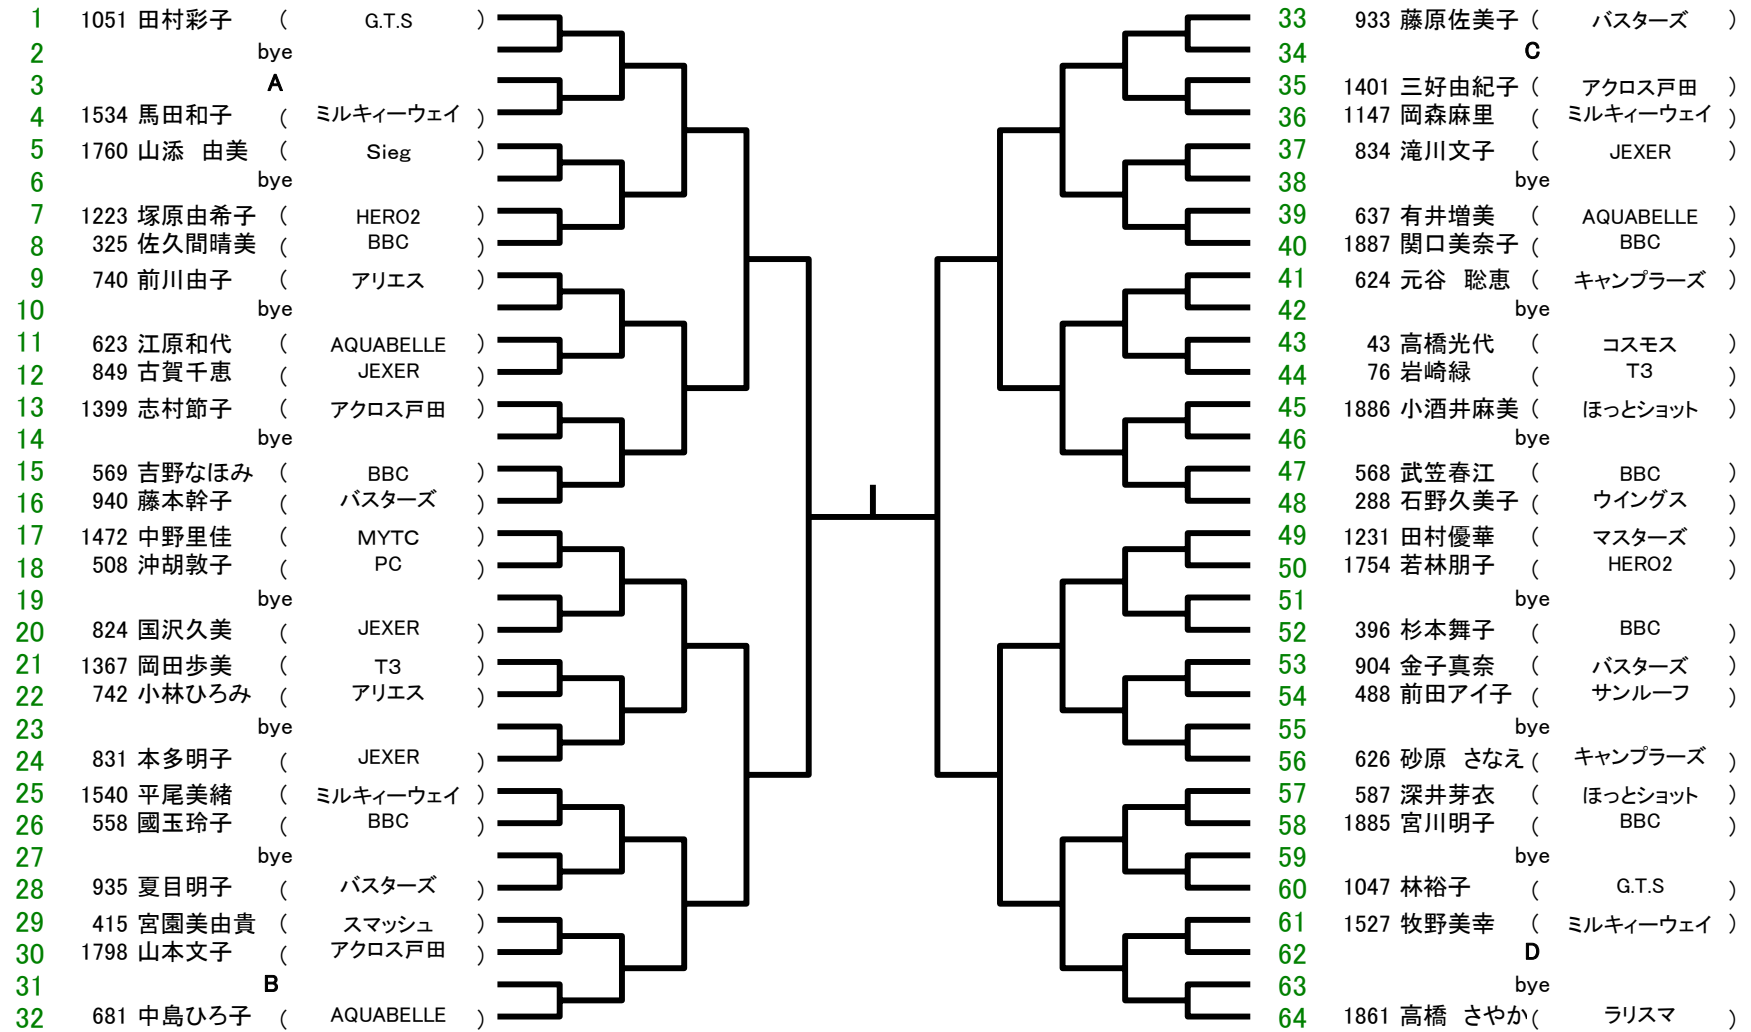 1 1051 田村彩子 ( G.T.S )
2 bye
3 A
4 1534 馬田和子 ( ミルキィーウェイ )
5 1760 山添 由美 ( Sieg )
6 bye
7 1223 塚原由希子 ( HERO2 )
8 325 佐久間晴美 ( BBC )
9 740 前川由子 ( アリエス )
10 bye
11 623 江原和代 ( AQUABELLE )
12 849 古賀千恵 ( JEXER )
13 1399 志村節子 ( アクロス戸田 )
14 bye
15 569 吉野なほみ ( BBC )
16 940 藤本幹子 ( バスターズ )
17 1472 中野里佳 ( MYTC )
18 508 沖胡敦子 ( PC )
19 bye
20 824 国沢久美 ( JEXER )
21 1367 岡田歩美 ( T3 )
22 742 小林ひろみ ( アリエス )
23 bye
24 831 本多明子 ( JEXER )
25 1540 平尾美緒 ( ミルキィーウェイ )
26 558 國玉玲子 ( BBC )
27 bye
28 935 夏目明子 ( バスターズ )
29 415 宮園美由貴 ( スマッシュ )
30 1798 山本文子 ( アクロス戸田 )
31 B
32 681 中島ひろ子 ( AQUABELLE )
33 933 藤原佐美子 ( バスターズ )
34 C
35 1401 三好由紀子 ( アクロス戸田 )
36 1147 岡森麻里 ( ミルキィーウェイ )
37 834 滝川文子 ( JEXER )
38 bye
39 637 有井増美 ( AQUABELLE )
40 1887 関口美奈子 ( BBC )
41 624 元谷 聡恵 ( キャンプラーズ )
42 bye
43 43 高橋光代 ( コスモス )
44 76 岩崎緑 ( T3 )
45 1886 小酒井麻美 ( ほっとショット )
46 bye
47 568 武笠春江 ( BBC )
48 288 石野久美子 ( ウイングス )
49 1231 田村優華 ( マスターズ )
50 1754 若林朋子 ( HERO2 )
51 bye
52 396 杉本舞子 ( BBC )
53 904 金子真奈 ( バスターズ )
54 488 前田アイ子 ( サンルーフ )
55 bye
56 626 砂原 さなえ ( キャンプラーズ )
57 587 深井芽衣 ( ほっとショット )
58 1885 宮川明子 ( BBC )
59 bye
60 1047 林裕子 ( G.T.S )
61 1527 牧野美幸 ( ミルキィーウェイ )
62 D
63 bye
64 1861 高橋 さやか ( ラリスマ )